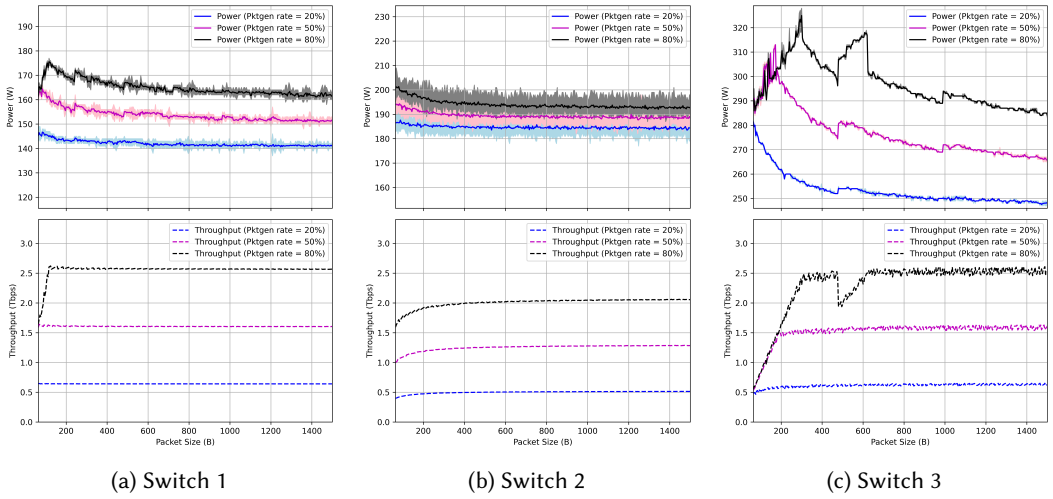 190
180
170
160
150
140
130
120
Power (W)
Power (Pktgen rate = 20%)
Power (Pktgen rate = 50%)
Power (Pktgen rate = 80%)
230
220
210
200
190
180
170
160
Power (W)
Power (Pktgen rate = 20%)
Power (Pktgen rate = 50%)
Power (Pktgen rate = 80%)
320
310
300
290
280
270
260
250
Power (W)
Power (Pktgen rate = 20%)
Power (Pktgen rate = 50%)
Power (Pktgen rate = 80%)
3.0
2.5
2.0
1.5
1.0
0.5
0.0
Throughput (Tbps)
Throughput (Pktgen rate = 20%)
Throughput (Pktgen rate = 50%)
Throughput (Pktgen rate = 80%)
200 400 600 800 1000 1200 1400
Packet Size (B)
3.0
2.5
2.0
1.5
1.0
0.5
0.0
Throughput (Tbps)
Throughput (Pktgen rate = 20%)
Throughput (Pktgen rate = 50%)
Throughput (Pktgen rate = 80%)
200 400 600 800 1000 1200 1400
Packet Size (B)
3.0
2.5
2.0
1.5
1.0
0.5
0.0
Throughput (Tbps)
Throughput (Pktgen rate = 20%)
Throughput (Pktgen rate = 50%)
Throughput (Pktgen rate = 80%)
200 400 600 800 1000 1200 1400
Packet Size (B)
(a) Switch 1
(b) Switch 2
(c) Switch 3